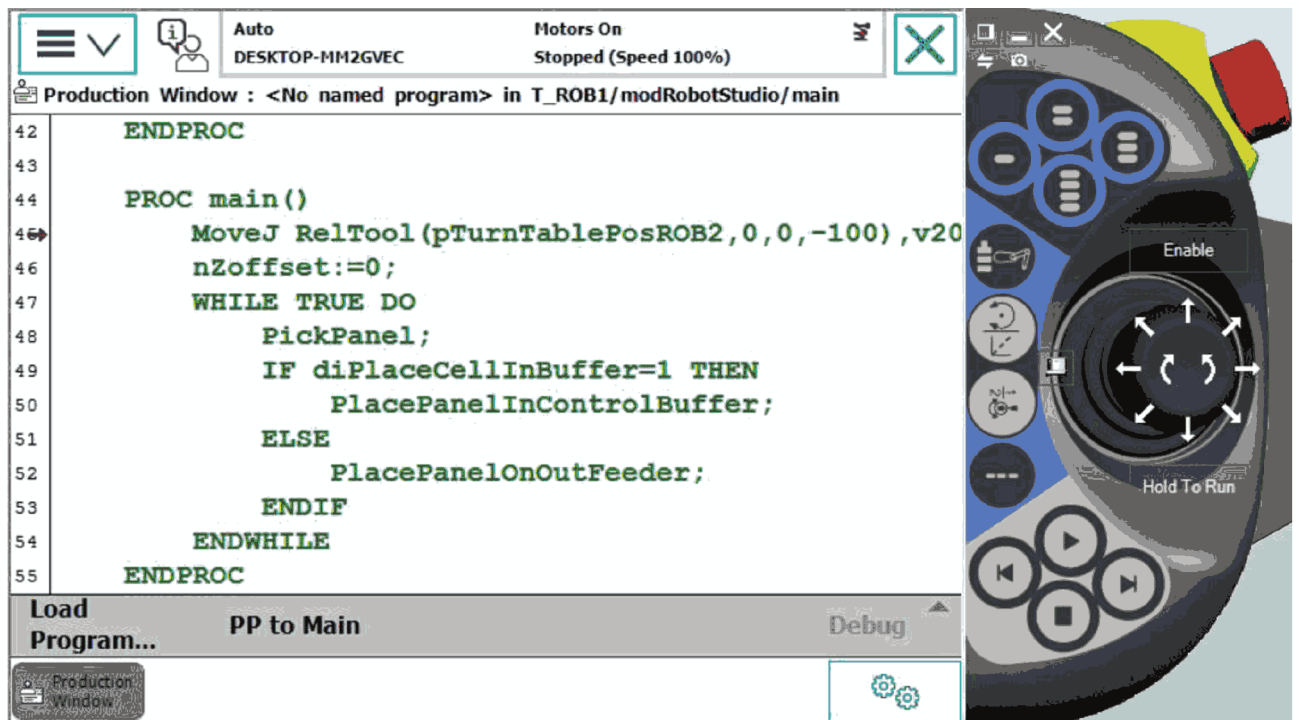 Auto
DESKTOP-MM2GVEC
Motors On
Stopped (Speed 100%)
Production Window : <No named program> in T_ROB1/modRobotStudio/main
42 ENDPROC
43
44 PROC main()
45 MoveJ RelTool(pTurnTablePosROB2,0,0,-100),v20
46 nZoffset:=0;
47 WHILE TRUE DO
48 PickPanel;
49 IF diPlaceCellInBuffer=1 THEN
50 PlacePanelInControlBuffer;
51 ELSE
52 PlacePanelOnOutFeeder;
53 ENDIF
54 ENDWHILE
55 ENDPROC
Load
Program...
PP to Main
Debug
Production
Window
Enable
Hold To Run